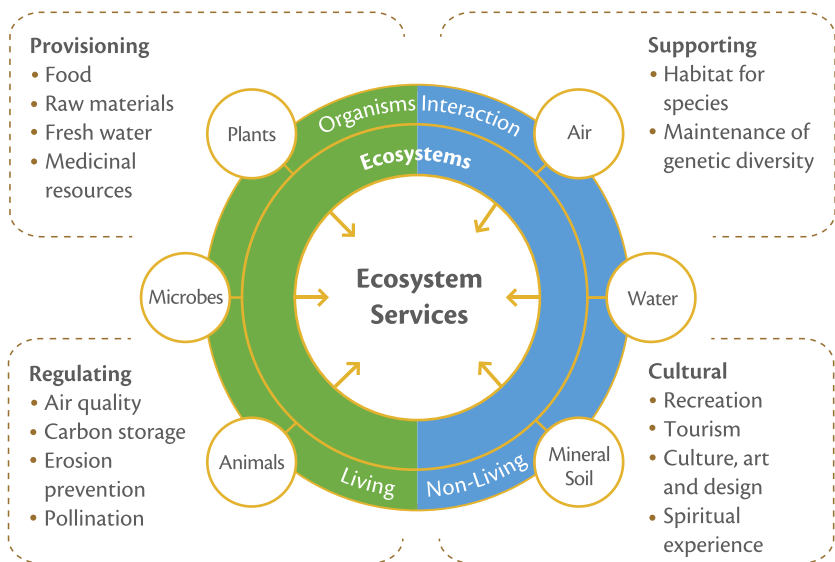 Provisioning
• Food
• Raw materials
• Fresh water
• Medicinal
resources
Supporting
• Habitat for
species
• Maintenance of
genetic diversity
Organisms
Interaction
Ecosystems
Plants
Air
Microbes
Ecosystem
Services
Water
Animals
Mineral
Soil
Living
Non-Living
Regulating
• Air quality
• Carbon storage
• Erosion
prevention
• Pollination
Cultural
• Recreation
• Tourism
• Culture, art
and design
• Spiritual
experience